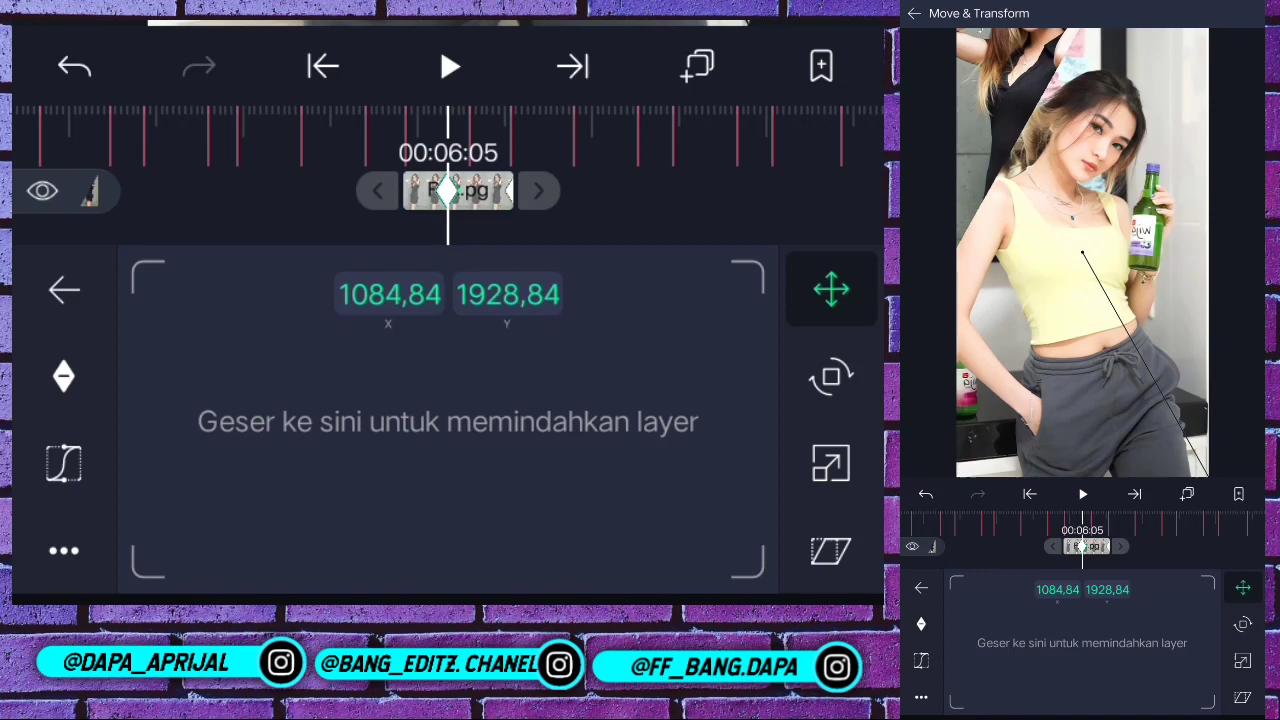 Move & Transform
00:06:05
1084,84 1928,84
X Y
Geser ke sini untuk memindahkan layer
@DAPA_APRIJAL
@BANG_EDITZ.CHANEL
@FF_BANG.DAPA
00:06:05
1084,84 1928,84
X Y
Geser ke sini untuk memindahkan layer